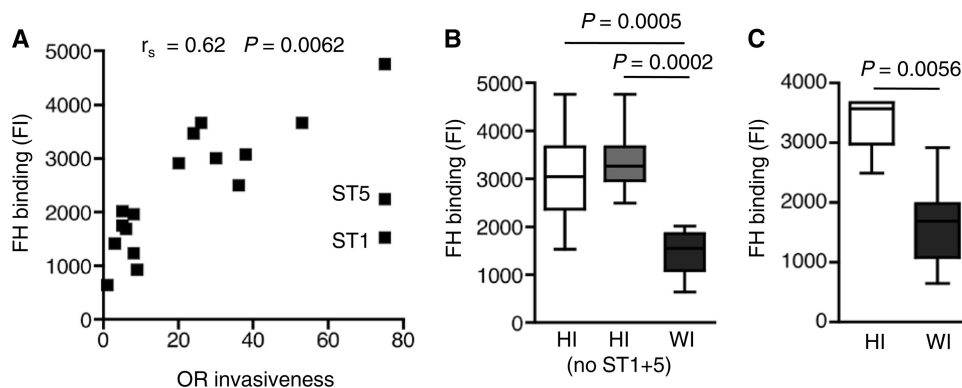 A
r_s = 0.62 P = 0.0062
5000
4000
3000
2000
1000
0
FH binding (FI)
ST5
ST1
0 20 40 60 80
OR invasiveness
B
P = 0.0005
P = 0.0002
5000
4000
3000
2000
1000
0
FH binding (FI)
HI HI WI
(no ST1+5)
C
P = 0.0056
4000
3000
2000
1000
0
FH binding (FI)
HI WI